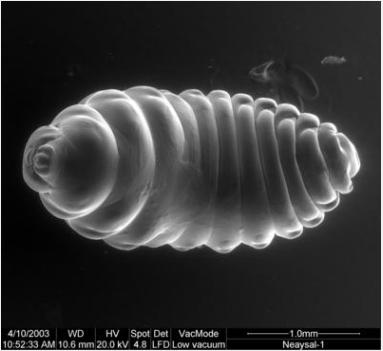 4/10/2003 WD HV Spot Det VacMode 1.0mm
10:52:33 AM 10.6 mm 20.0 kV 4.8 LFD Low vacuum Neaysal-1